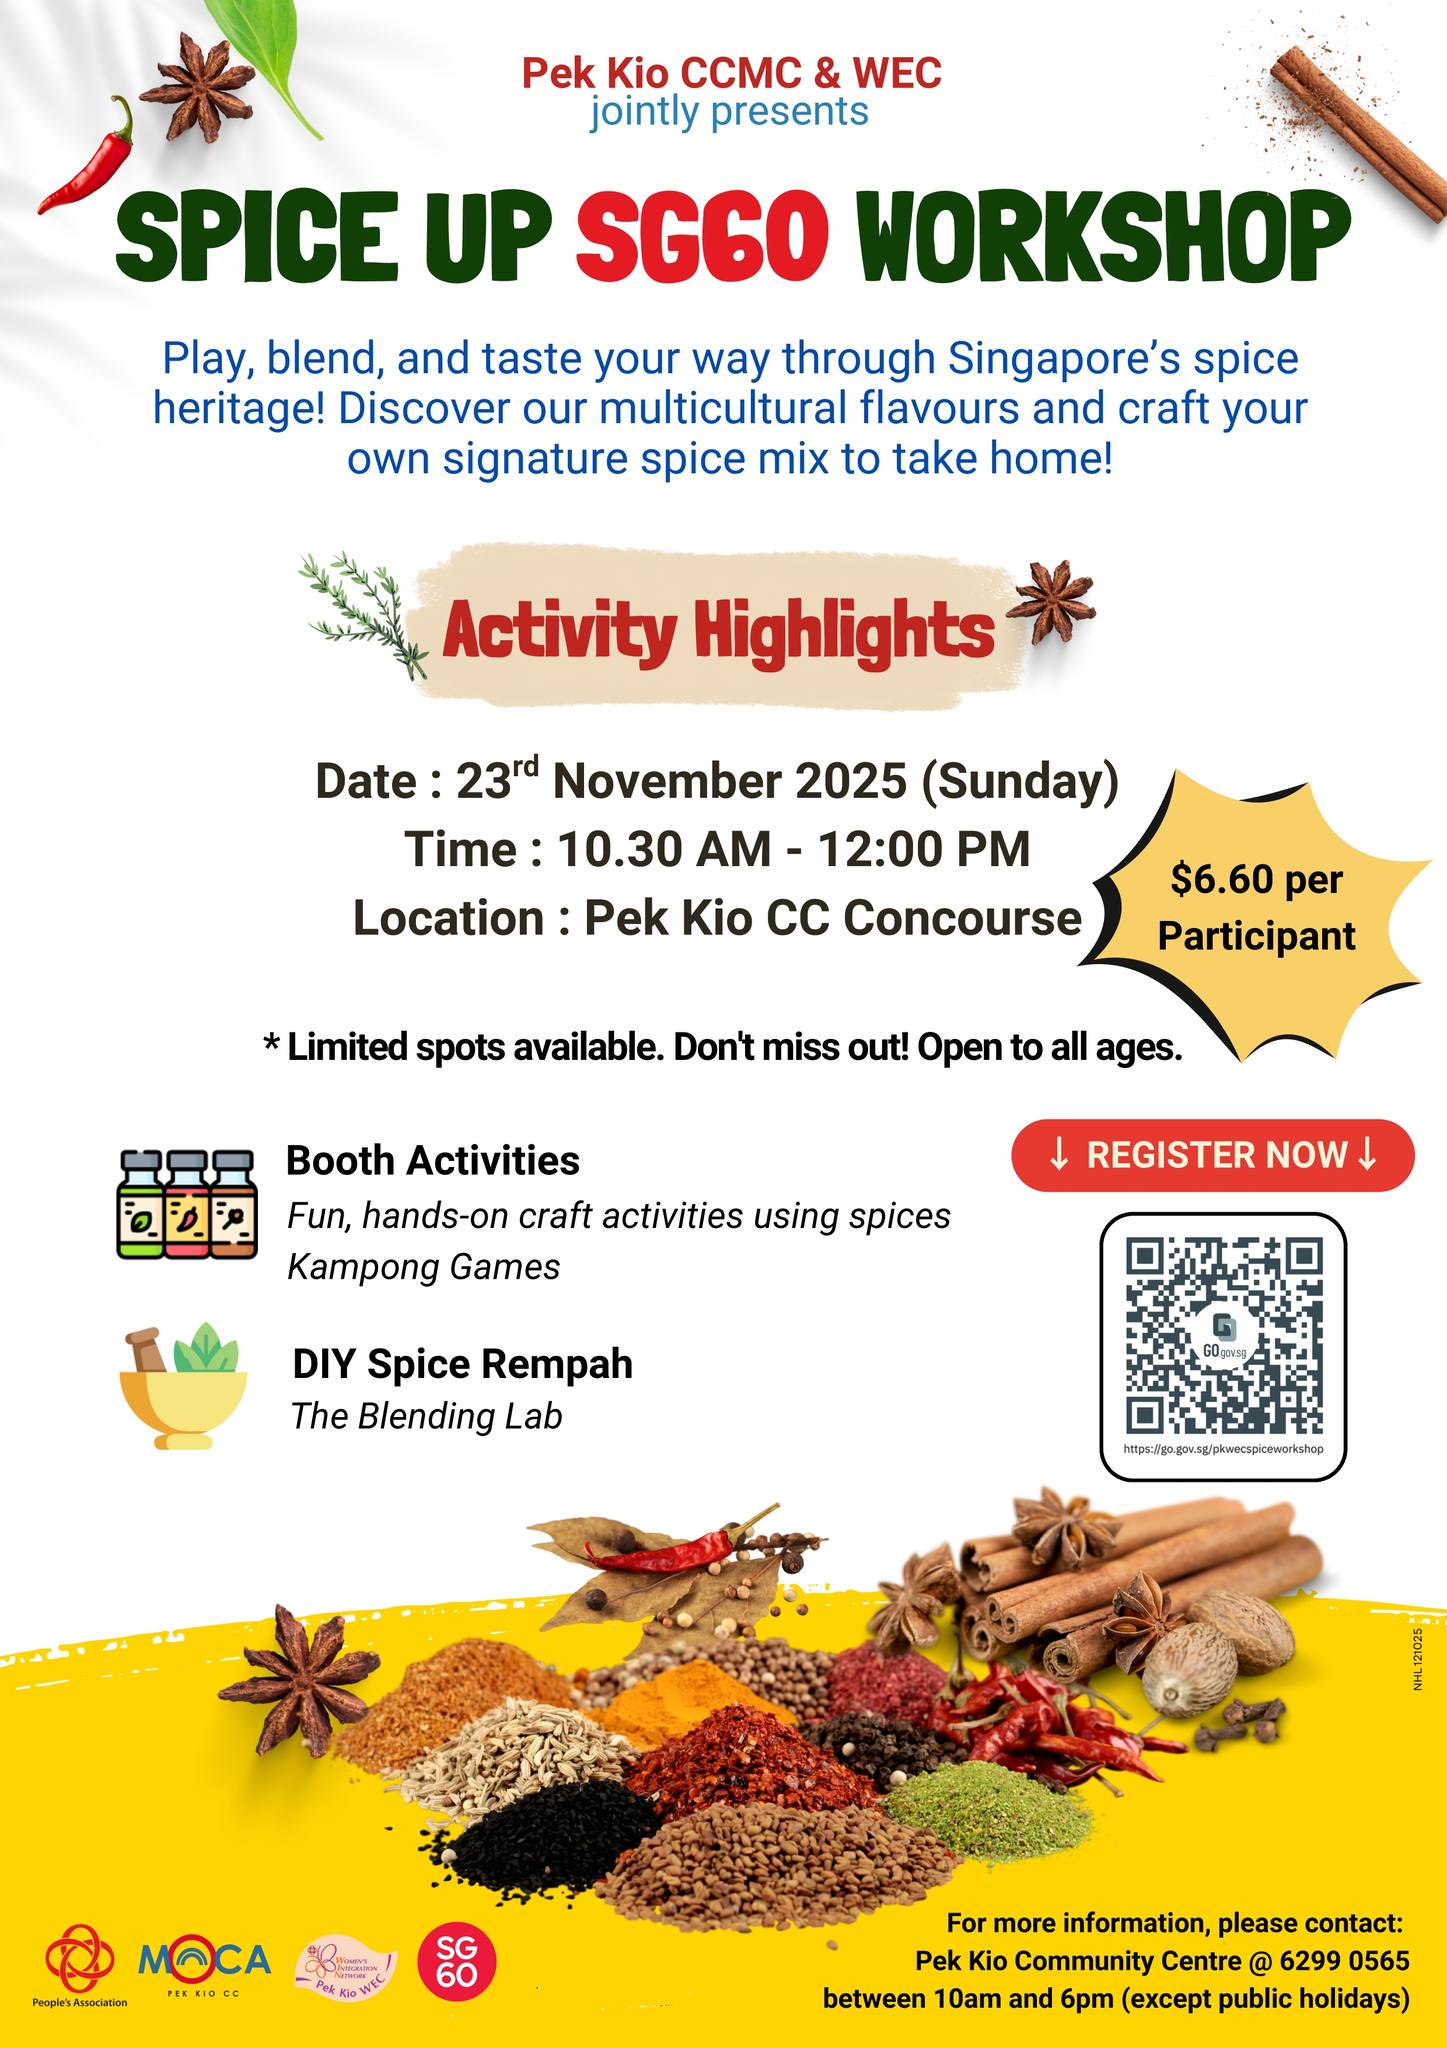 Pek Kio CCMC & WEC
jointly presents
SPICE UP SG60 WORKSHOP
Play, blend, and taste your way through Singapore's spice
heritage! Discover our multicultural flavours and craft your
own signature spice mix to take home!
Activity Highlights
Date : 23rd November 2025 (Sunday)
Time : 10.30 AM - 12:00 PM
Location : Pek Kio CC Concourse
$6.60 per
Participant
* Limited spots available. Don't miss out! Open to all ages.
Booth Activities
Fun, hands-on craft activities using spices
Kampong Games
DIY Spice Rempah
The Blending Lab
↓ REGISTER NOW ↓
GO.gov.sg
https://go.gov.sg/pkwecspiceworkshop
NHL121025
For more information, please contact:
Pek Kio Community Centre @ 6299 0565
between 10am and 6pm (except public holidays)
People's Association
MOCA
PEK KIO CC
Women's
Integration
Network
Pek Kio WEC
SG
60